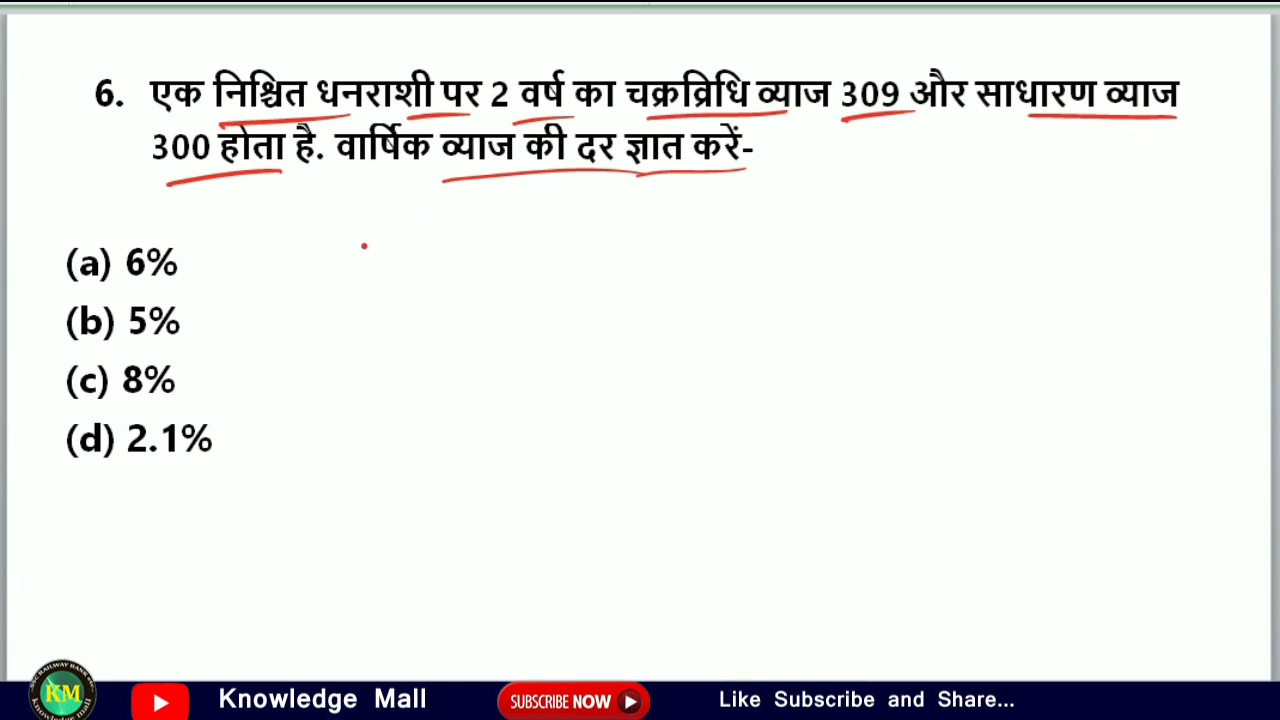 6. एक निश्चित धनराशी पर 2 वर्ष का चक्रव्रिधि व्याज 309 और साधारण व्याज
300 होता है. वार्षिक व्याज की दर ज्ञात करें-
(a) 6%
(b) 5%
(c) 8%
(d) 2.1%
KM
Knowledge Mall
SUBSCRIBE NOW
Like Subscribe and Share...